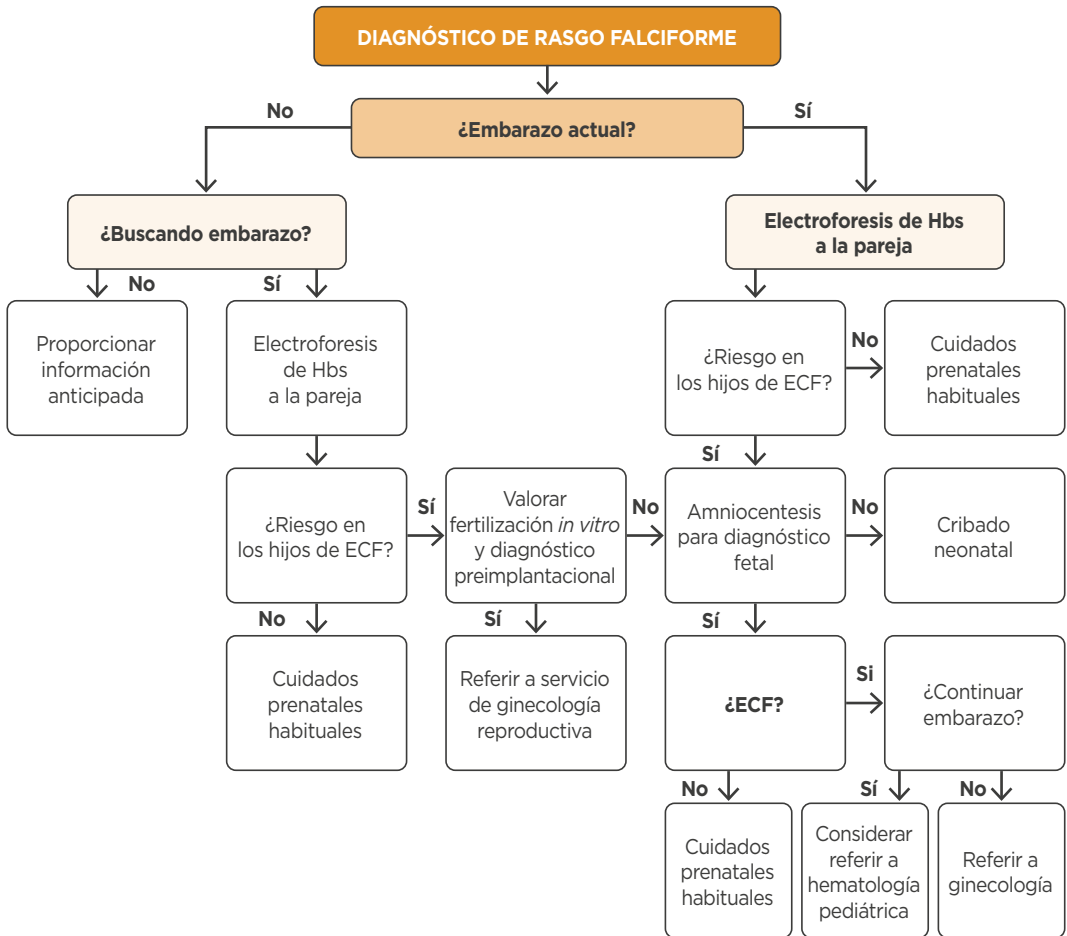 DIAGNÓSTICO DE RASGO FALCIFORME
No
¿Embarazo actual?
Sí
¿Buscando embarazo?
Electroforesis de Hbs
a la pareja
No
Sí
Proporcionar
información
anticipada
Electroforesis
de Hbs
a la pareja
¿Riesgo en
los hijos de ECF?
No
Cuidados
prenatales
habituales
Sí
¿Riesgo en
los hijos de ECF?
Sí
Valorar
fertilización in vitro
y diagnóstico
preimplantacional
No
Amniocentesis
para diagnóstico
fetal
No
Cribado
neonatal
No
Sí
Sí
Cuidados
prenatales
habituales
Referir a servicio
de ginecología
reproductiva
¿ECF?
Si
¿Continuar
embarazo?
No
Sí
No
Cuidados
prenatales
habituales
Considerar
referir a
hematología
pediátrica
Referir a
ginecología